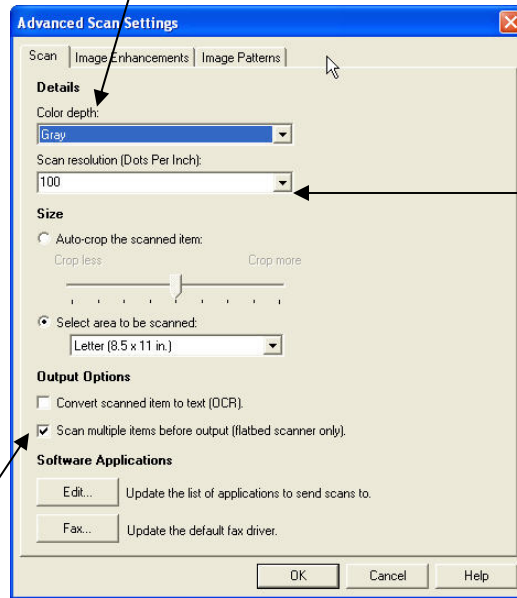 Advanced Scan Settings
Scan Image Enhancements Image Patterns
Details
Color depth:
Gray
Scan resolution (Dots Per Inch):
100
Size
Auto-crop the scanned item:
Crop less Crop more
Select area to be scanned:
Letter (8.5 x 11 in.)
Output Options
Convert scanned item to text (OCR).
Scan multiple items before output (flatbed scanner only).
Software Applications
Edit... Update the list of applications to send scans to.
Fax... Update the default fax driver.
OK Cancel Help